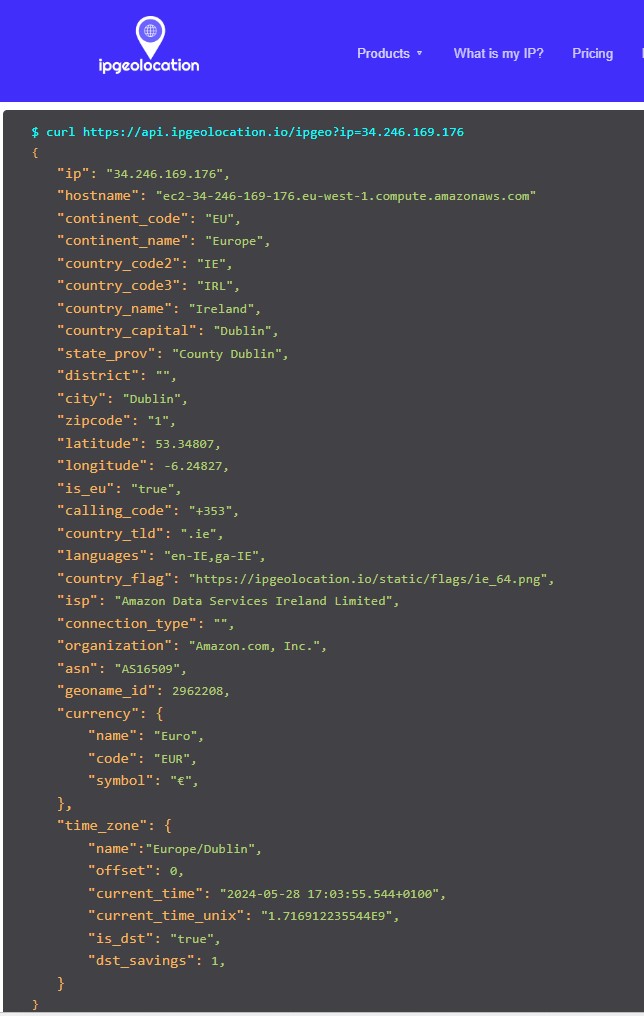 ipgeolocation
Products ▼ What is my IP? Pricing
$ curl https://api.ipgeolocation.io/ipgeo?ip=34.246.169.176
{
"ip": "34.246.169.176",
"hostname": "ec2-34-246-169-176.eu-west-1.compute.amazonaws.com"
"continent_code": "EU",
"continent_name": "Europe",
"country_code2": "IE",
"country_code3": "IRL",
"country_name": "Ireland",
"country_capital": "Dublin",
"state_prov": "County Dublin",
"district": "",
"city": "Dublin",
"zipcode": "1",
"latitude": 53.34807,
"longitude": -6.24827,
"is_eu": "true",
"calling_code": "+353",
"country_tld": ".ie",
"languages": "en-IE,ga-IE",
"country_flag": "https://ipgeolocation.io/static/flags/ie_64.png",
"isp": "Amazon Data Services Ireland Limited",
"connection_type": "",
"organization": "Amazon.com, Inc.",
"asn": "AS16509",
"geoname_id": 2962208,
"currency": {
"name": "Euro",
"code": "EUR",
"symbol": "€",
},
"time_zone": {
"name":"Europe/Dublin",
"offset": 0,
"current_time": "2024-05-28 17:03:55.544+0100",
"current_time_unix": "1.716912235544E9",
"is_dst": "true",
"dst_savings": 1,
}
}